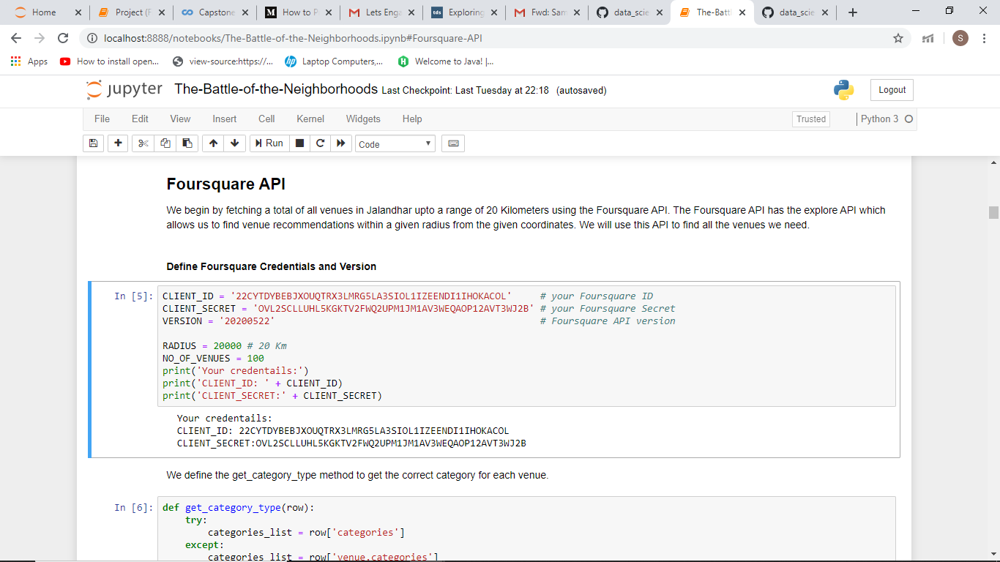 Home
Project (F
Capstone
How to P
Lets Enga
Exploring
Fwd: Sam
data_scie
The-Battl
data_scie
localhost:8888/notebooks/The-Battle-of-the-Neighborhoods.ipynb#Foursquare-API
S
Apps
How to install open...
view-source:https://...
Laptop Computers,...
Welcome to Java! |...
jupyter The-Battle-of-the-Neighborhoods Last Checkpoint: Last Tuesday at 22:18 (autosaved)
Logout
File Edit View Insert Cell Kernel Widgets Help
Trusted
Python 3
Run
Code
Foursquare API
We begin by fetching a total of all venues in Jalandhar upto a range of 20 Kilometers using the Foursquare API. The Foursquare API has the explore API which
allows us to find venue recommendations within a given radius from the given coordinates. We will use this API to find all the venues we need.
Define Foursquare Credentials and Version
In [5]: CLIENT_ID = '22CYTDYBEBJXOUQTRX3LMRG5LA3SIOL1IZEENDI1IHOKACOL' # your Foursquare ID
CLIENT_SECRET = 'OVL2SCLLUHL5KGKTV2FWQ2UPM1JM1AV3WEQAOP12AVT3WJ2B' # your Foursquare Secret
VERSION = '20200522' # Foursquare API version
RADIUS = 20000 # 20 Km
NO_OF_VENUES = 100
print('Your credentails:')
print('CLIENT_ID: ' + CLIENT_ID)
print('CLIENT_SECRET:' + CLIENT_SECRET)
Your credentails:
CLIENT_ID: 22CYTDYBEBJXOUQTRX3LMRG5LA3SIOL1IZEENDI1IHOKACOL
CLIENT_SECRET:OVL2SCLLUHL5KGKTV2FWQ2UPM1JM1AV3WEQAOP12AVT3WJ2B
We define the get_category_type method to get the correct category for each venue.
In [6]: def get_category_type(row):
try:
categories_list = row['categories']
except:
categories_list = row['venue.categories']